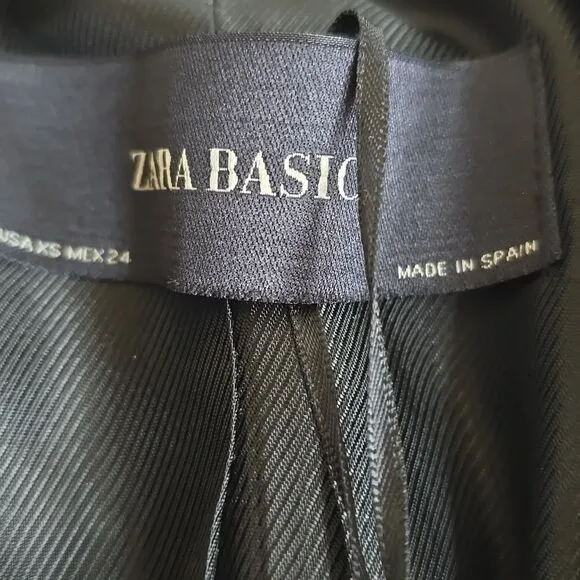 ZARA BASIC
USA XS MEX 24
MADE IN SPAIN